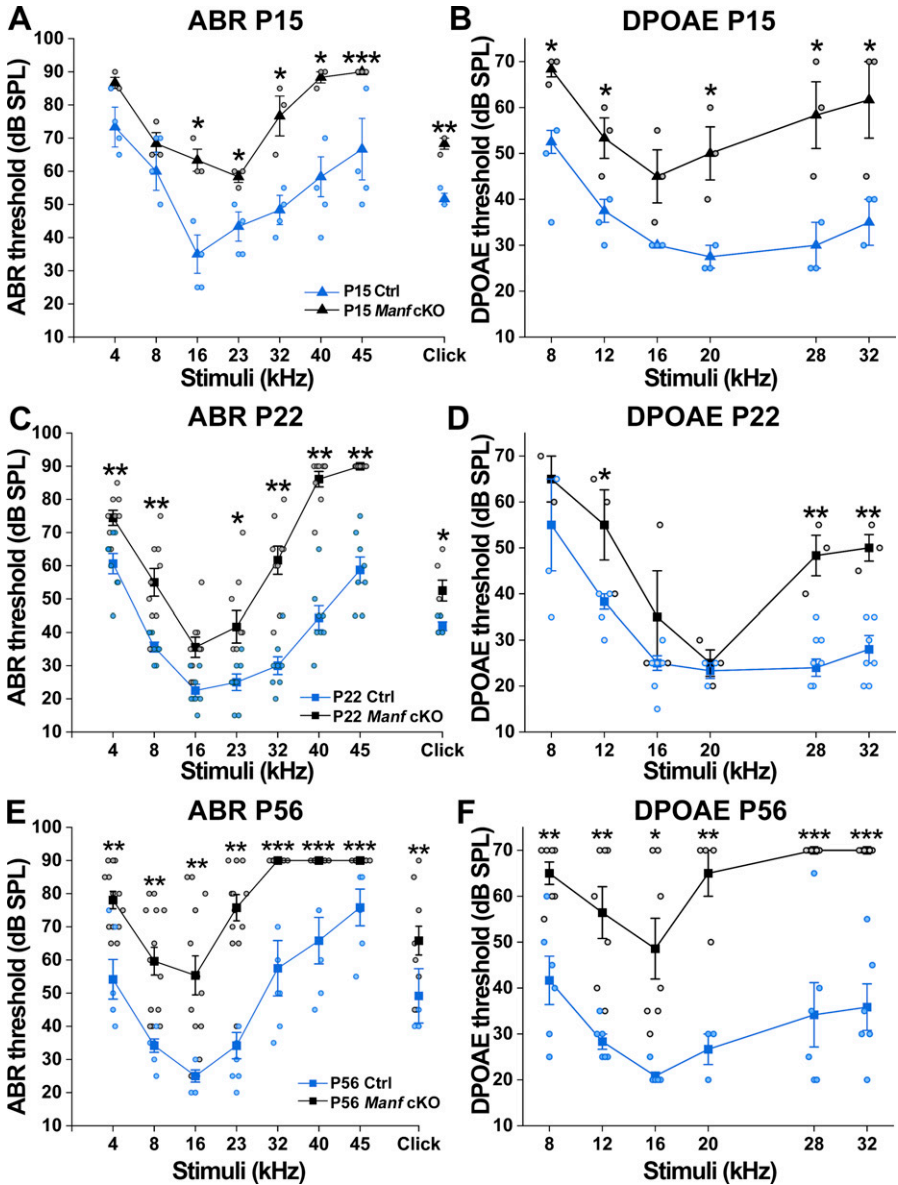 A ABR P15
ABR threshold (dB SPL)
100
90
80
70
60
50
40
30
20
10
* * * * *** **
P15 Ctrl
P15 Manf cKO
4 8 16 23 32 40 45 Click
Stimuli (kHz)
B DPOAE P15
DPOAE threshold (dB SPL)
70
60
50
40
30
20
10
* * * * *
8 12 16 20 28 32
Stimuli (kHz)
C ABR P22
ABR threshold (dB SPL)
100
90
80
70
60
50
40
30
20
10
** ** * ** ** ** *
P22 Ctrl
P22 Manf cKO
4 8 16 23 32 40 45 Click
Stimuli (kHz)
D DPOAE P22
DPOAE threshold (dB SPL)
70
60
50
40
30
20
10
* ** **
8 12 16 20 28 32
Stimuli (kHz)
E ABR P56
ABR threshold (dB SPL)
100
90
80
70
60
50
40
30
20
10
** ** ** ** *** *** *** **
P56 Ctrl
P56 Manf cKO
4 8 16 23 32 40 45 Click
Stimuli (kHz)
F DPOAE P56
DPOAE threshold (dB SPL)
70
60
50
40
30
20
10
** ** * ** *** ***
8 12 16 20 28 32
Stimuli (kHz)